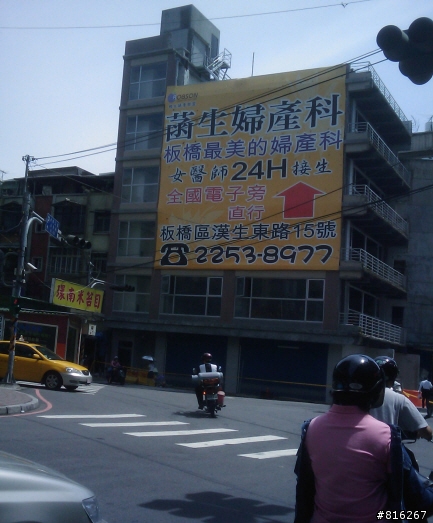 菡生婦產科
板橋最美的婦產科
女醫師24H接生
全國電子旁
直行
板橋區漢生東路15號
☎2253-8977
#816267